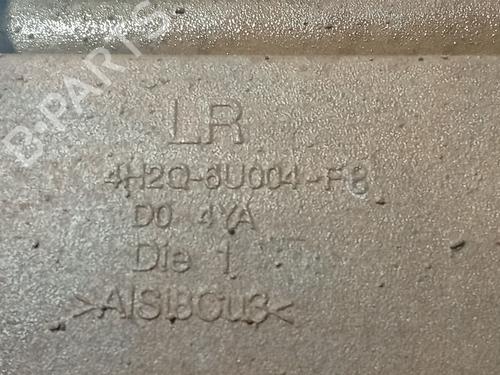 B-PARTS
LR
4H2Q-6U004-FB
D0 4YA
Die 1
>AlSi8Cu3<